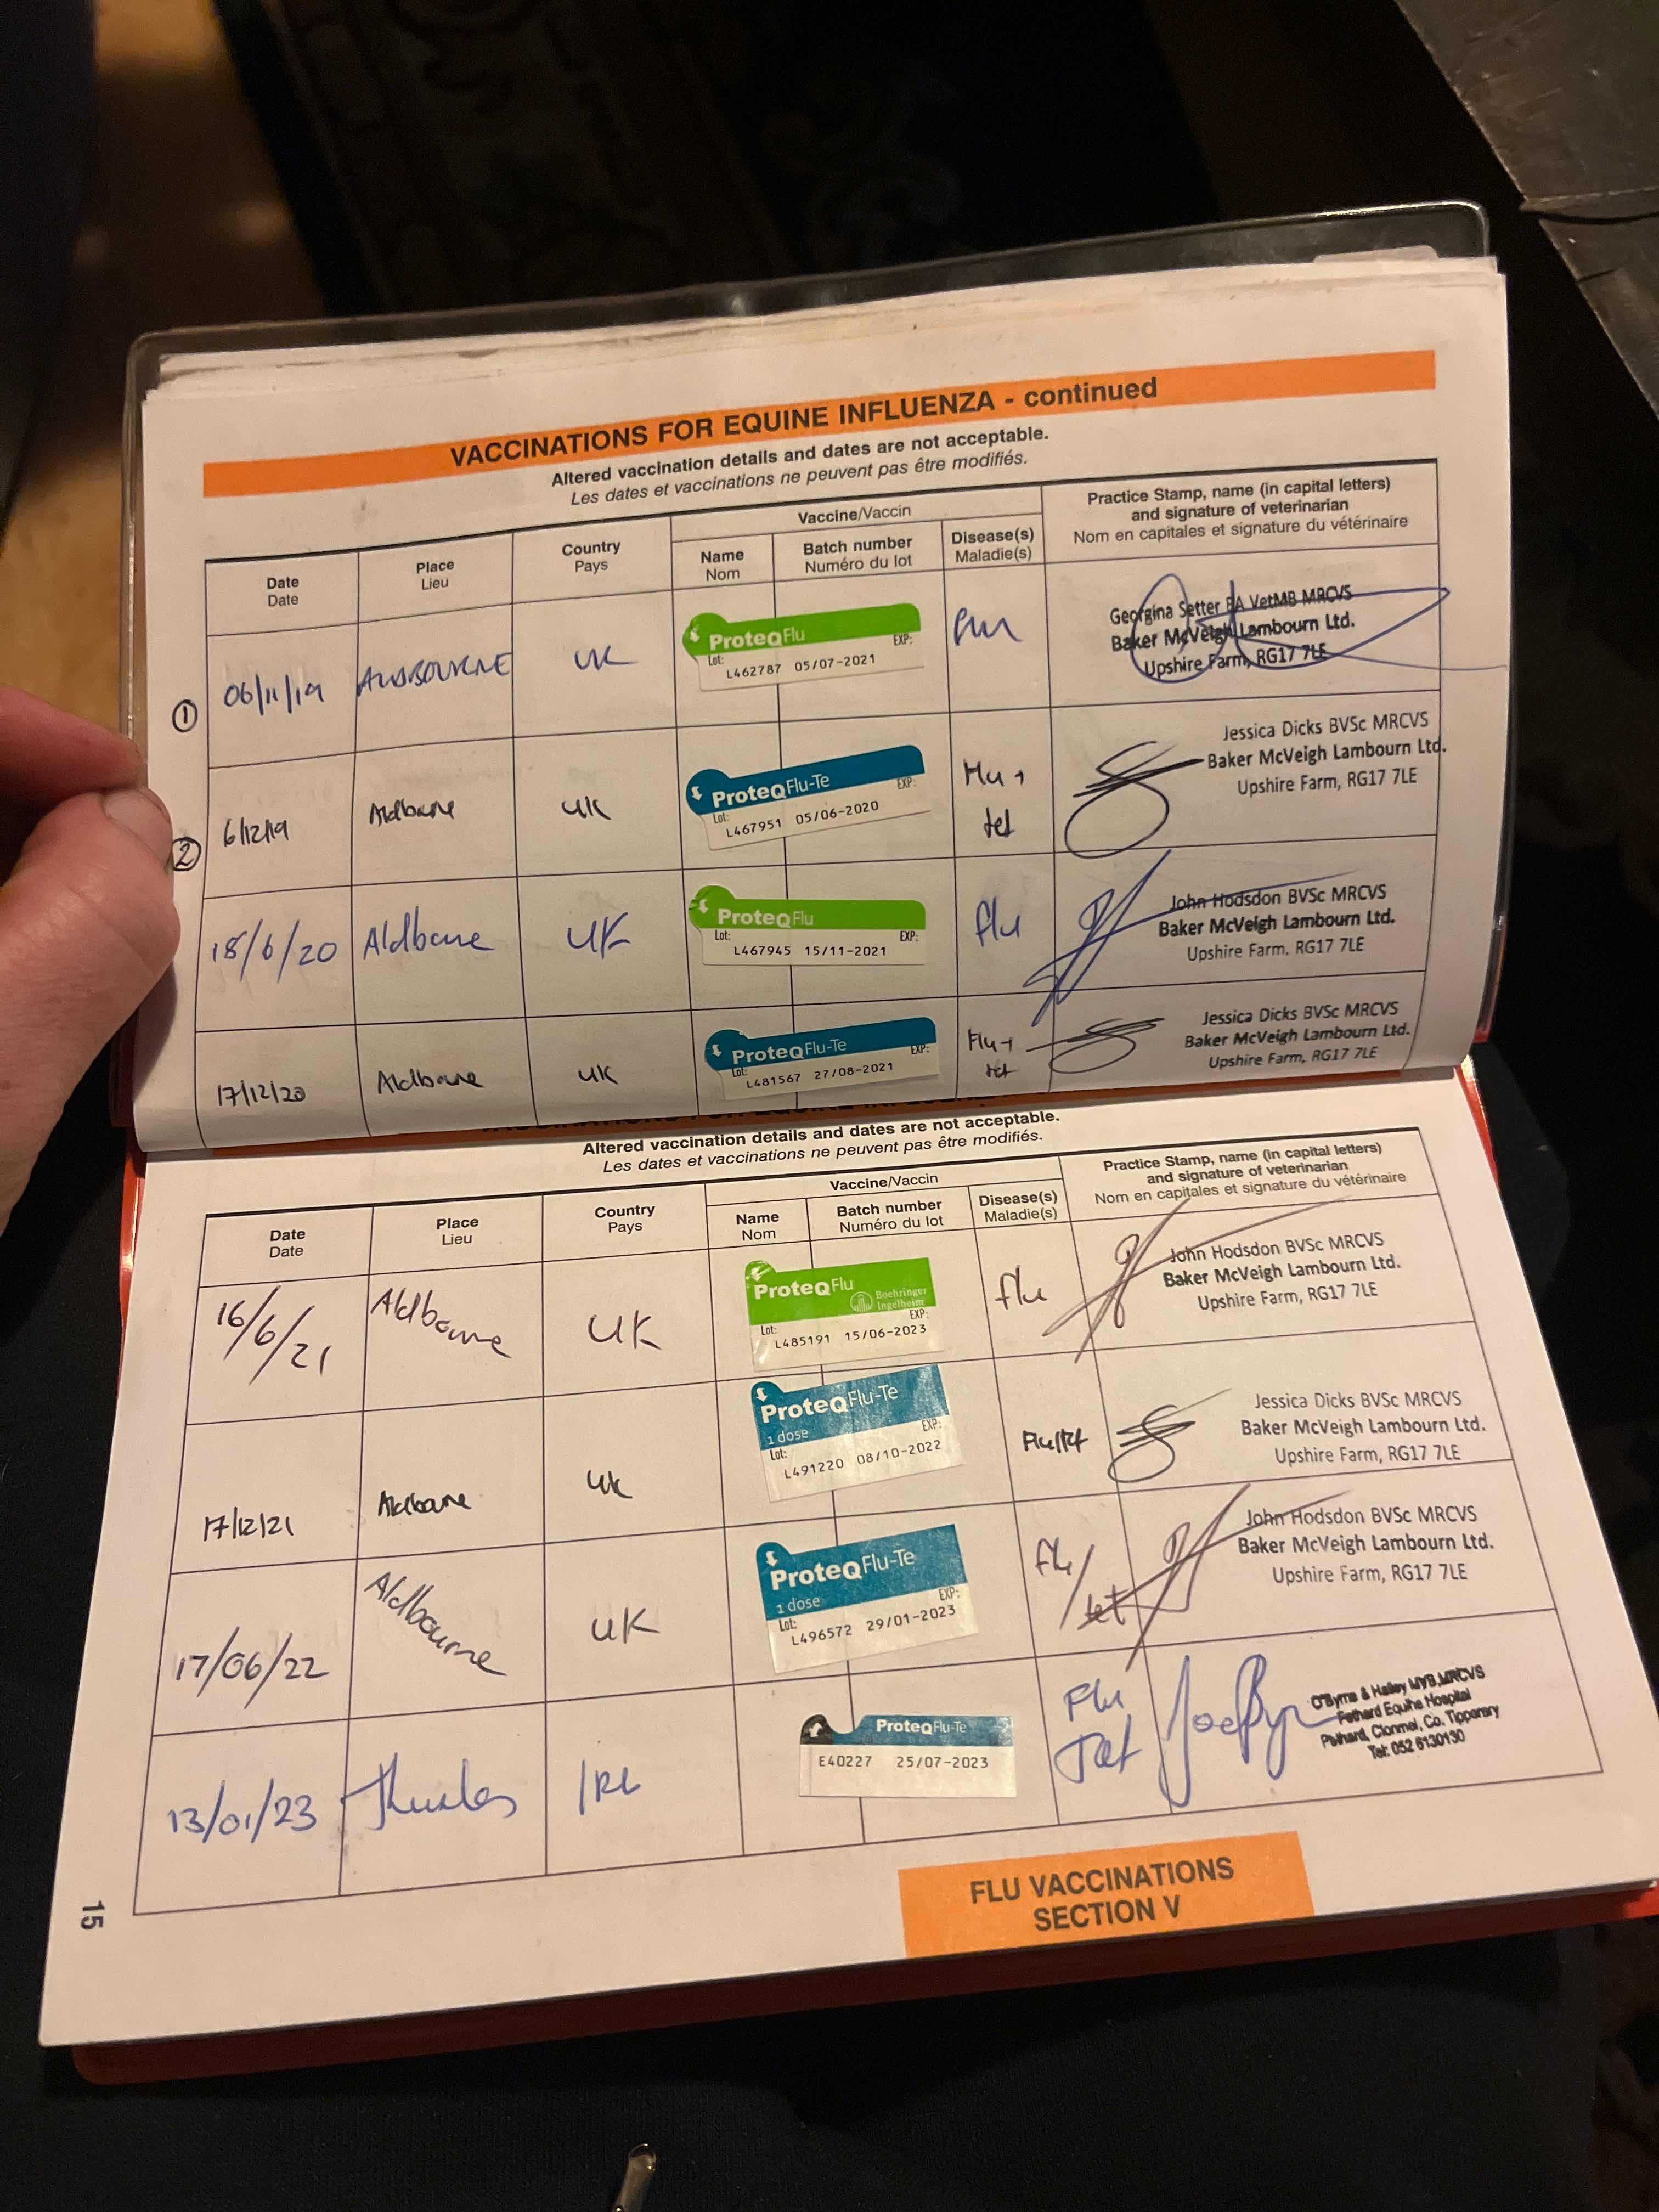 VACCINATIONS FOR EQUINE INFLUENZA - continued
Altered vaccination details and dates are not acceptable.
Les dates et vaccinations ne peuvent pas être modifiés.
Date
Date
Place
Lieu
Country
Pays
Vaccine/Vaccin
Name
Nom
Batch number
Numéro du lot
Disease(s)
Maladie(s)
Practice Stamp, name (in capital letters)
and signature of veterinarian
Nom en capitales et signature du vétérinaire
1
06/11/19
UK
ProteqFlu
Lot: EXP:
L462787 05/07-2021
Flu
Georgina Setter BA VetMB MRCVS
Baker McVeigh Lambourn Ltd.
Upshire Farm, RG17 7LE
2
6/12/19
Aldbourne
UK
ProteqFlu-Te
Lot: EXP:
L467951 05/06-2020
Flu +
tet
Jessica Dicks BVSc MRCVS
Baker McVeigh Lambourn Ltd.
Upshire Farm, RG17 7LE
18/6/20
Aldbourne
UK
ProteqFlu
Lot: EXP:
L467945 15/11-2021
flu
John Hodsdon BVSc MRCVS
Baker McVeigh Lambourn Ltd.
Upshire Farm. RG17 7LE
17/12/20
Aldbourne
UK
ProteqFlu-Te
Lot: EXP:
L481567 27/08-2021
Flu +
tet
Jessica Dicks BVSc MRCVS
Baker McVeigh Lambourn Ltd.
Upshire Farm, RG17 7LE
Altered vaccination details and dates are not acceptable.
Les dates et vaccinations ne peuvent pas être modifiés.
Date
Date
Place
Lieu
Country
Pays
Vaccine/Vaccin
Name
Nom
Batch number
Numéro du lot
Disease(s)
Maladie(s)
Practice Stamp, name (in capital letters)
and signature of veterinarian
Nom en capitales et signature du vétérinaire
16/6/21
Aldbourne
UK
ProteqFlu
Boehringer
Ingelheim
Lot: EXP:
L485191 15/06-2023
flu
John Hodsdon BVSc MRCVS
Baker McVeigh Lambourn Ltd.
Upshire Farm, RG17 7LE
17/12/21
Aldbourne
UK
ProteqFlu-Te
1 dose
Lot: EXP:
L491220 08/10-2022
Flu/tet
Jessica Dicks BVSc MRCVS
Baker McVeigh Lambourn Ltd.
Upshire Farm, RG17 7LE
17/06/22
Aldbourne
UK
ProteqFlu-Te
1 dose
Lot: EXP:
L496572 29/01-2023
flu/
tet
John Hodsdon BVSc MRCVS
Baker McVeigh Lambourn Ltd.
Upshire Farm, RG17 7LE
13/01/23
Thurles
IRL
ProteqFlu-Te
E40227 25/07-2023
Flu
Tet
O'Byrne & Halley MVB, MRCVS
Fethard Equine Hospital
Fethard, Clonmel, Co. Tipperary
Tel: 052 6130130
FLU VACCINATIONS
SECTION V
15